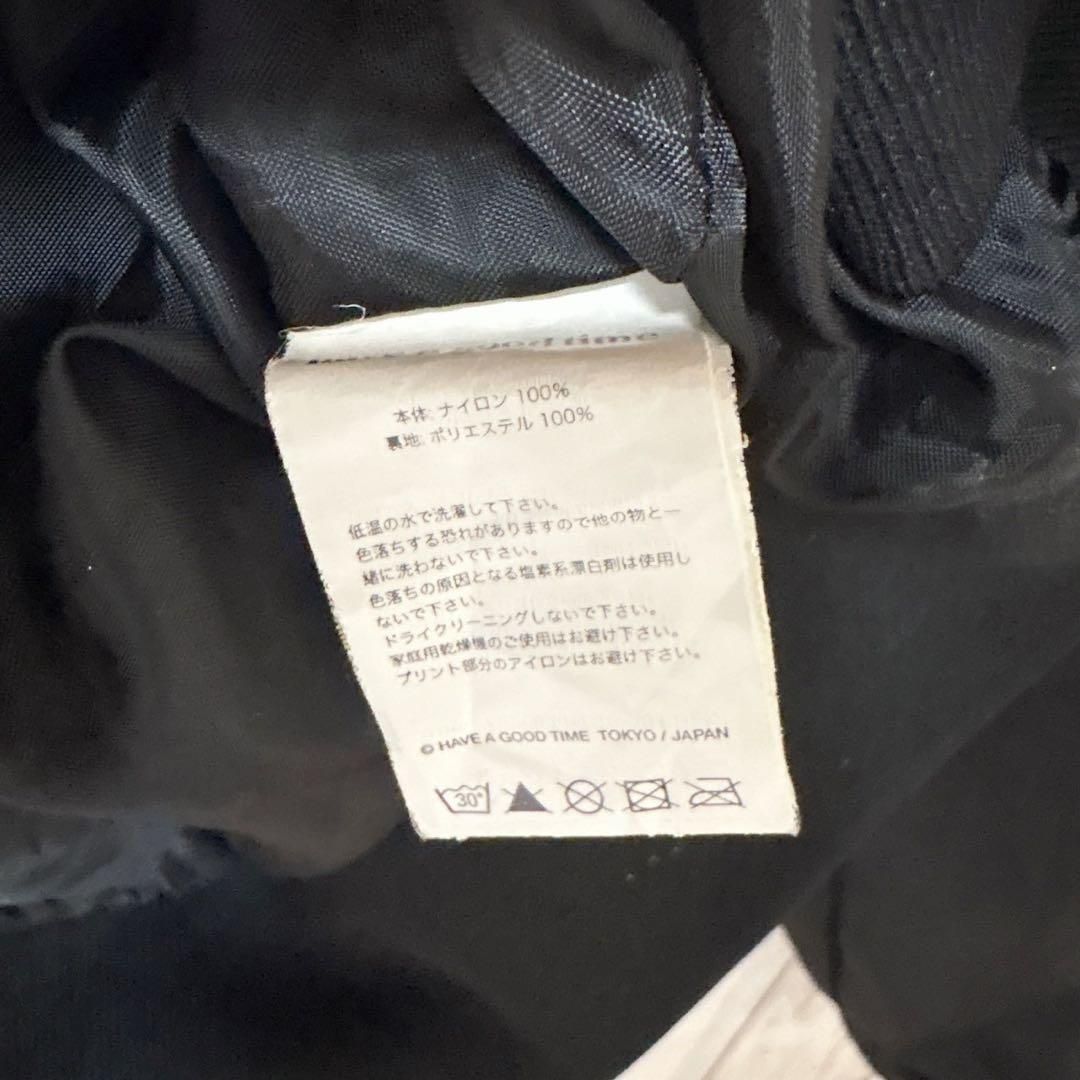 good time
本体: ナイロン 100%
裏地: ポリエステル 100%
低温の水で洗濯して下さい。
色落ちする恐れがありますので他の物と一
緒に洗わないで下さい。
色落ちの原因となる塩素系漂白剤は使用し
ないで下さい。
ドライクリーニングしないで下さい。
家庭用乾燥機のご使用はお避け下さい。
プリント部分のアイロンはお避け下さい。
© HAVE A GOOD TIME TOKYO / JAPAN
30°